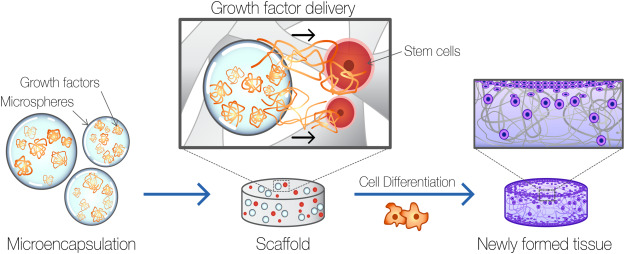 Growth factor delivery
Stem cells
Growth factors
Microspheres
Cell Differentiation
Microencapsulation
Scaffold
Newly formed tissue